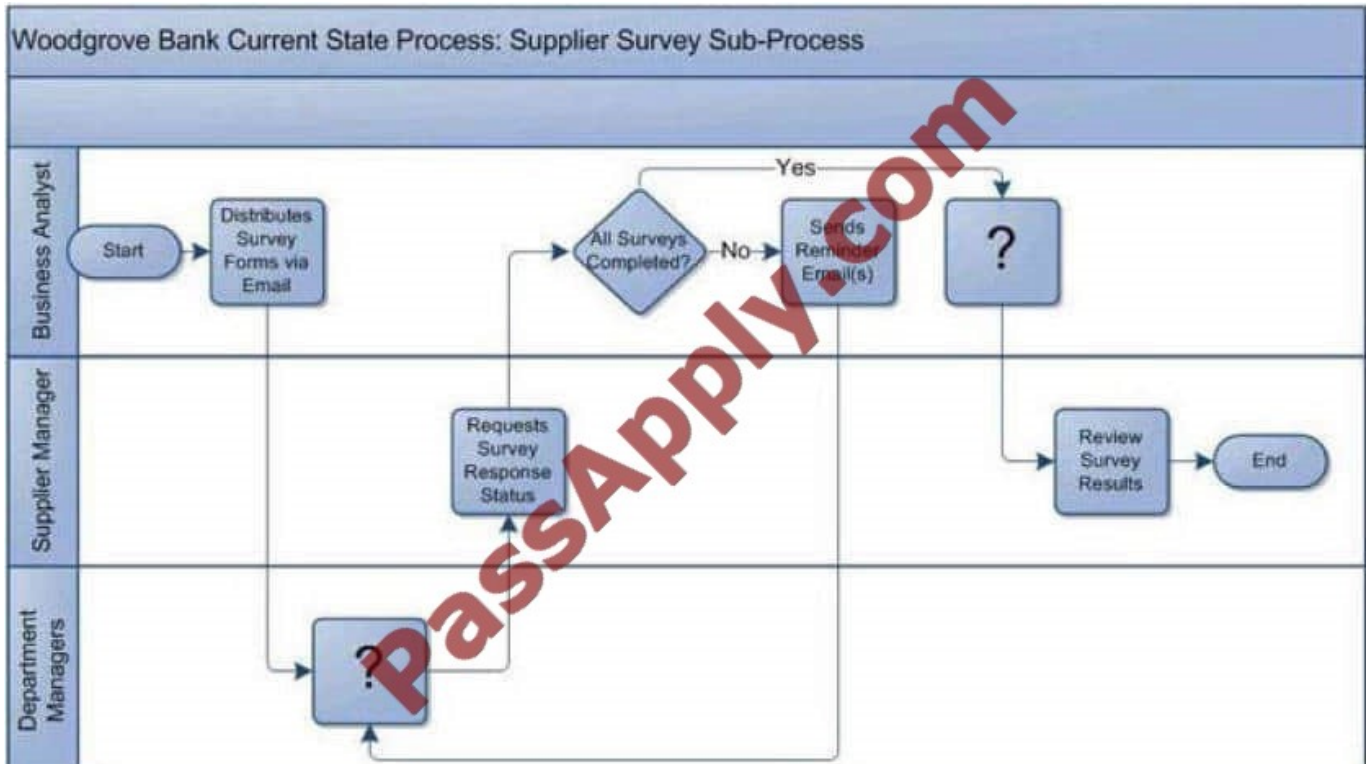 Woodgrove Bank Current State Process: Supplier Survey Sub-Process
Business Analyst
Start
Distributes
Survey
Forms via
Email
All Surveys
Completed?
Yes
No
Sends
Reminder
Email(s)
?
Supplier Manager
Requests
Survey
Response
Status
Review
Survey
Results
End
Department
Managers
?
PassApply.com